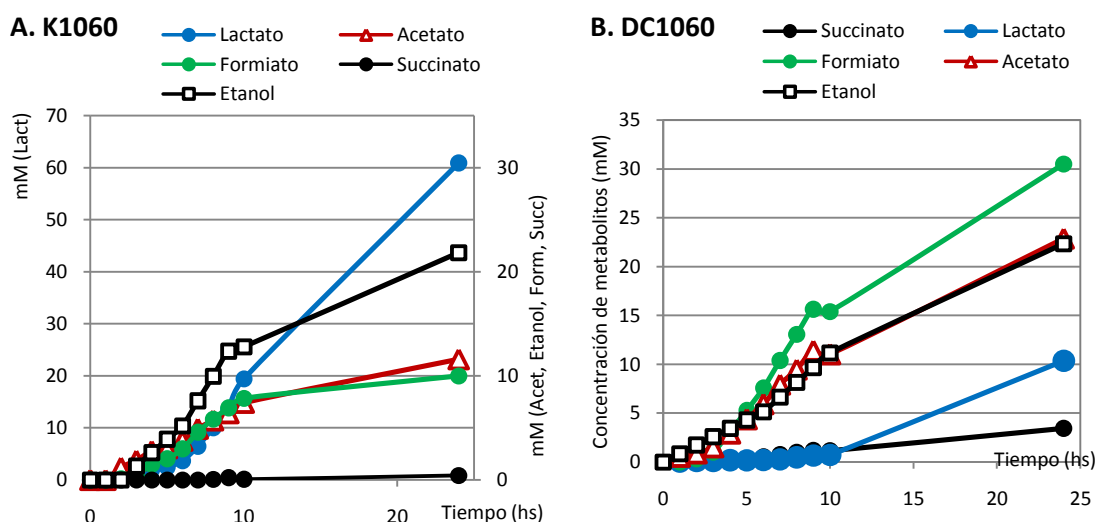 A. K1060
Lactato
Acetato
Formiato
Succinato
Etanol
mM (Lact)
70
60
50
40
30
20
10
0
30
20
10
0
mM (Acet, Etanol, Form, Succ)
0
10
20
Tiempo (hs)
B. DC1060
Succinato
Lactato
Formiato
Acetato
Etanol
Concentración de metabolitos (mM)
35
30
25
20
15
10
5
0
Tiempo (hs)
0
5
10
15
20
25